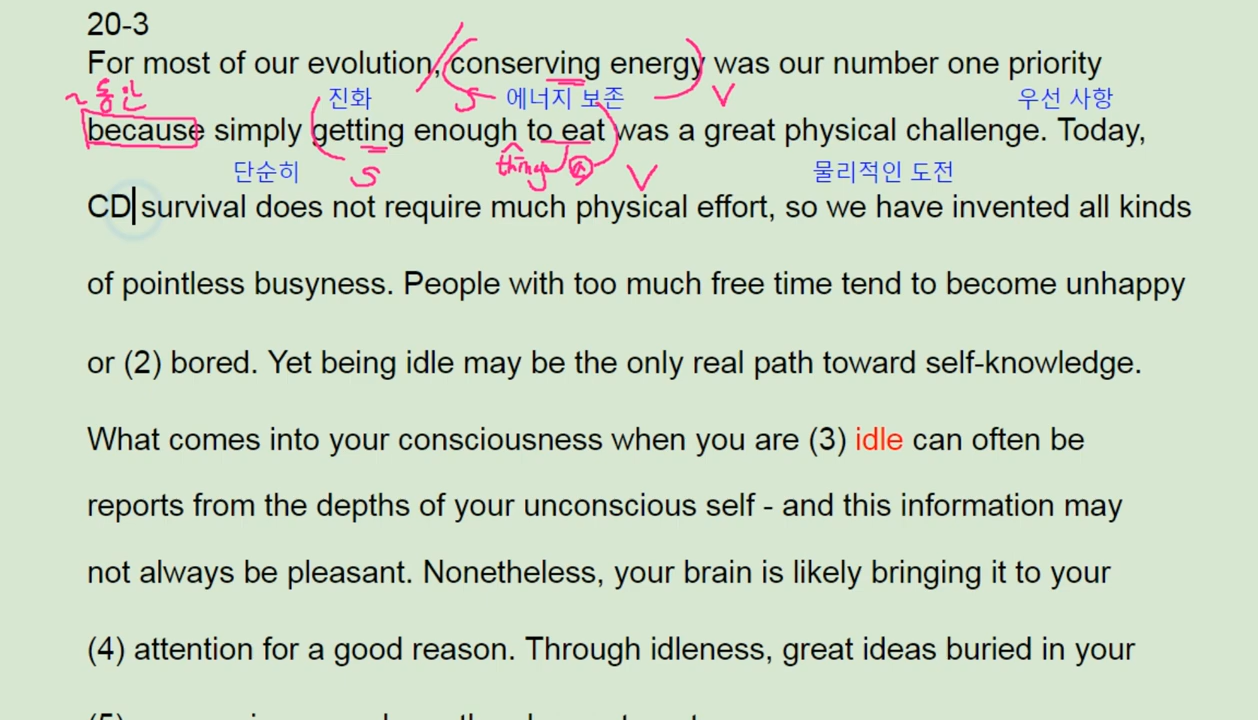 20-3
For most of our evolution, conserving energy was our number one priority
~동안 진화 S 에너지 보존 V 우선 사항
because simply getting enough to eat was a great physical challenge. Today,
단순히 S things V 물리적인 도전
CD survival does not require much physical effort, so we have invented all kinds
of pointless busyness. People with too much free time tend to become unhappy
or (2) bored. Yet being idle may be the only real path toward self-knowledge.
What comes into your consciousness when you are (3) idle can often be
reports from the depths of your unconscious self - and this information may
not always be pleasant. Nonetheless, your brain is likely bringing it to your
(4) attention for a good reason. Through idleness, great ideas buried in your